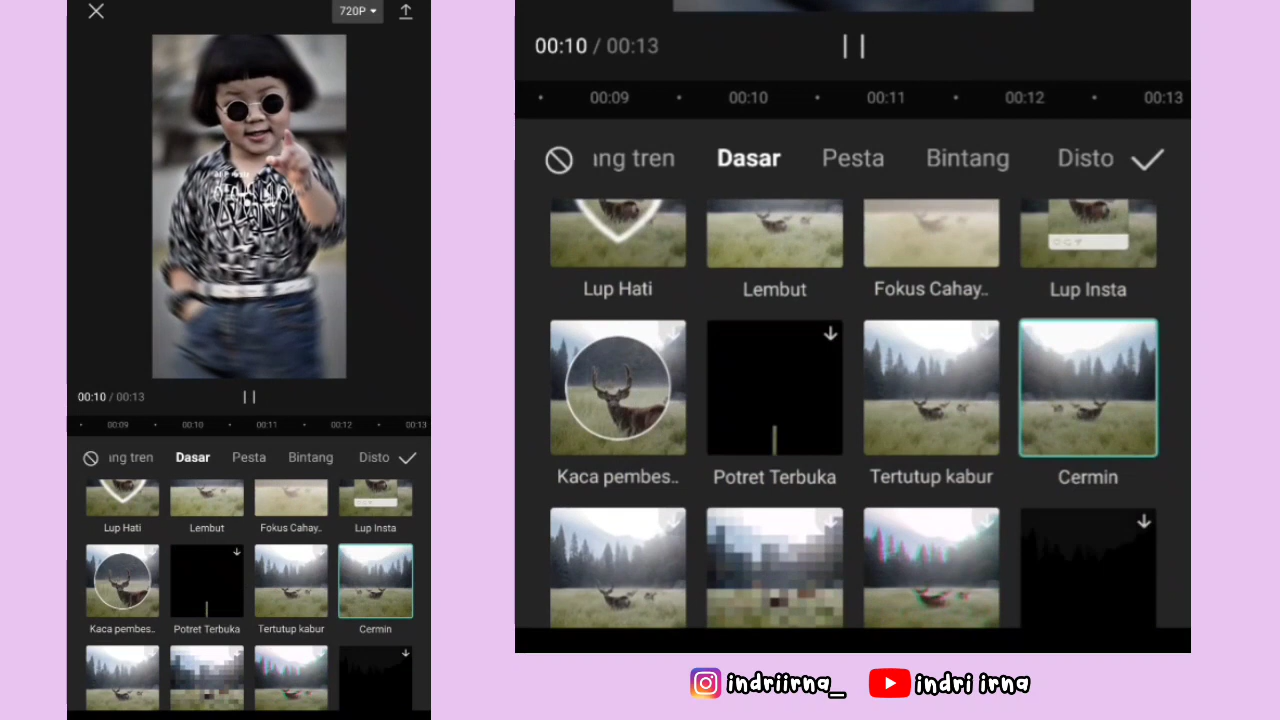 720P
00:10 / 00:13
00:09 00:10 00:11 00:12 00:13
ang tren Dasar Pesta Bintang Disto
Lup Hati Lembut Fokus Cahay.. Lup Insta
Kaca pembes.. Potret Terbuka Tertutup kabur Cermin
00:10 / 00:13
00:09 00:10 00:11 00:12 00:13
ang tren Dasar Pesta Bintang Disto
Lup Hati Lembut Fokus Cahay.. Lup Insta
Kaca pembes.. Potret Terbuka Tertutup kabur Cermin
indriirna_ indri irna